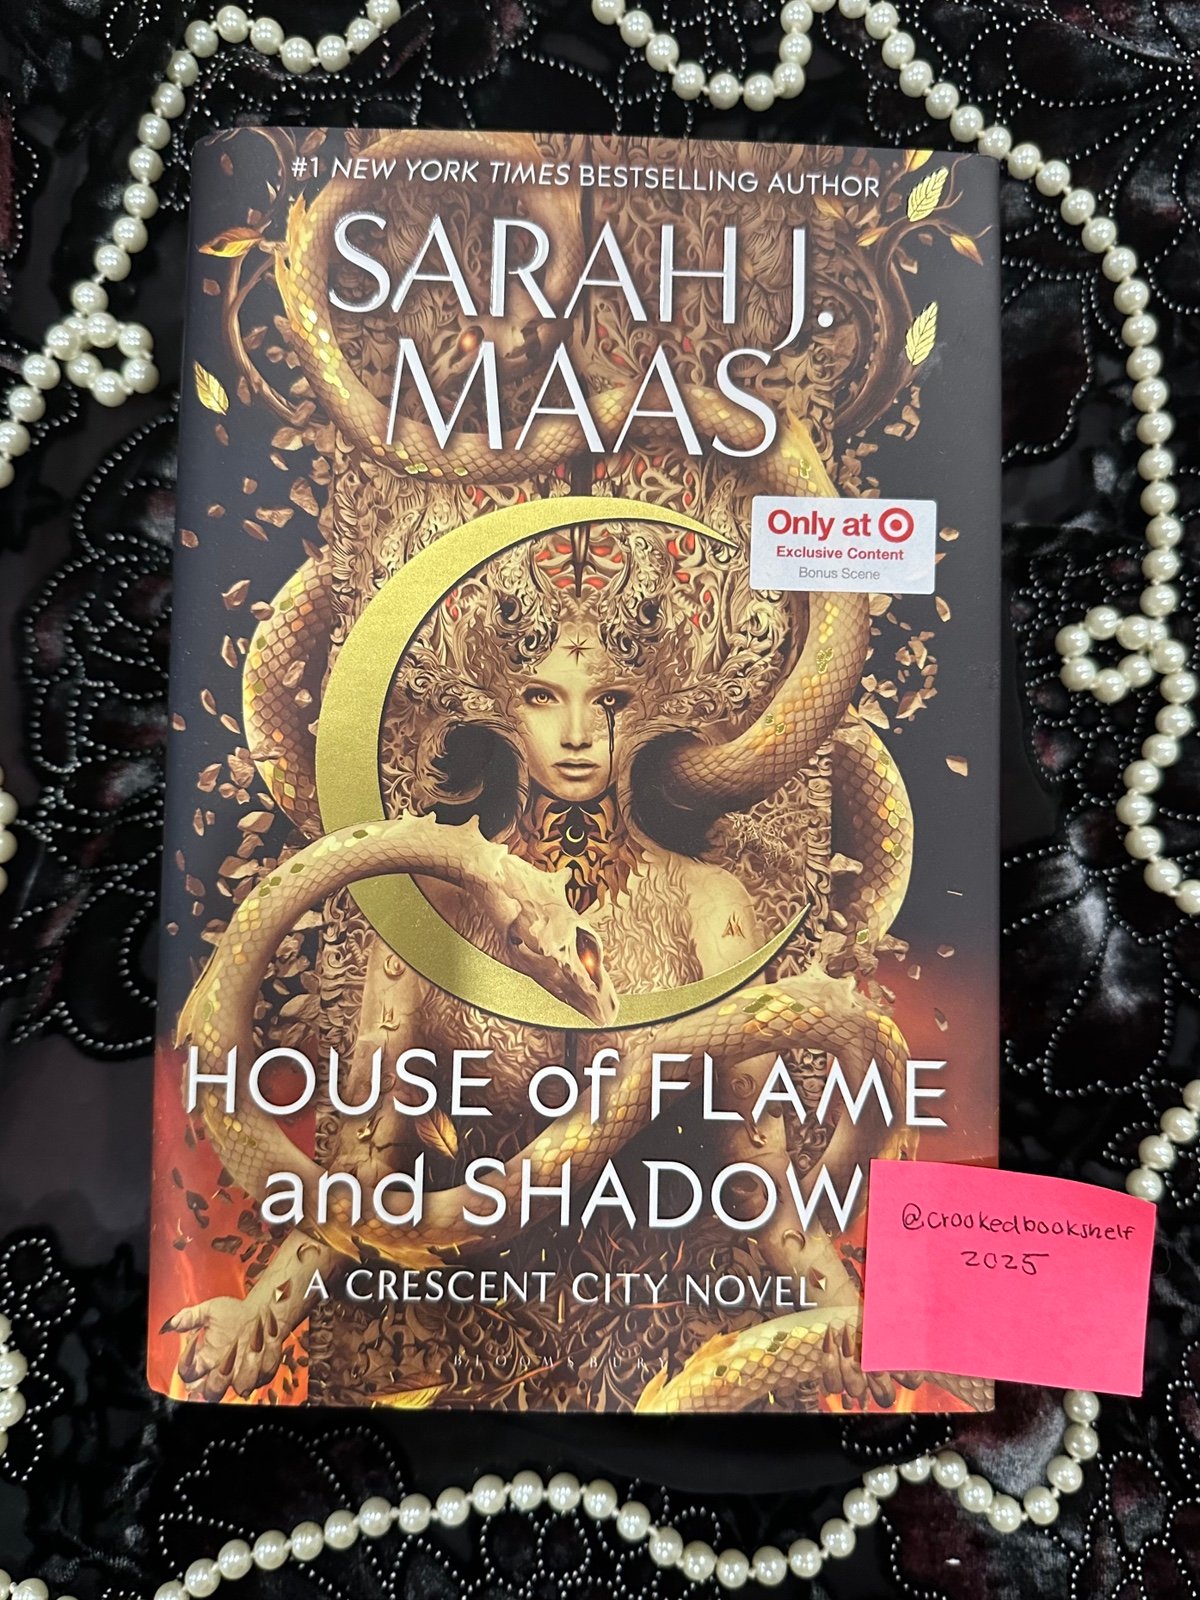 #1 NEW YORK TIMES BESTSELLING AUTHOR
SARAH J.
MAAS
Only at
Exclusive Content
Bonus Scene
HOUSE of FLAME
and SHADOW
@crookedbookshelf
2025
A CRESCENT CITY NOVEL
BLOOMSBURY